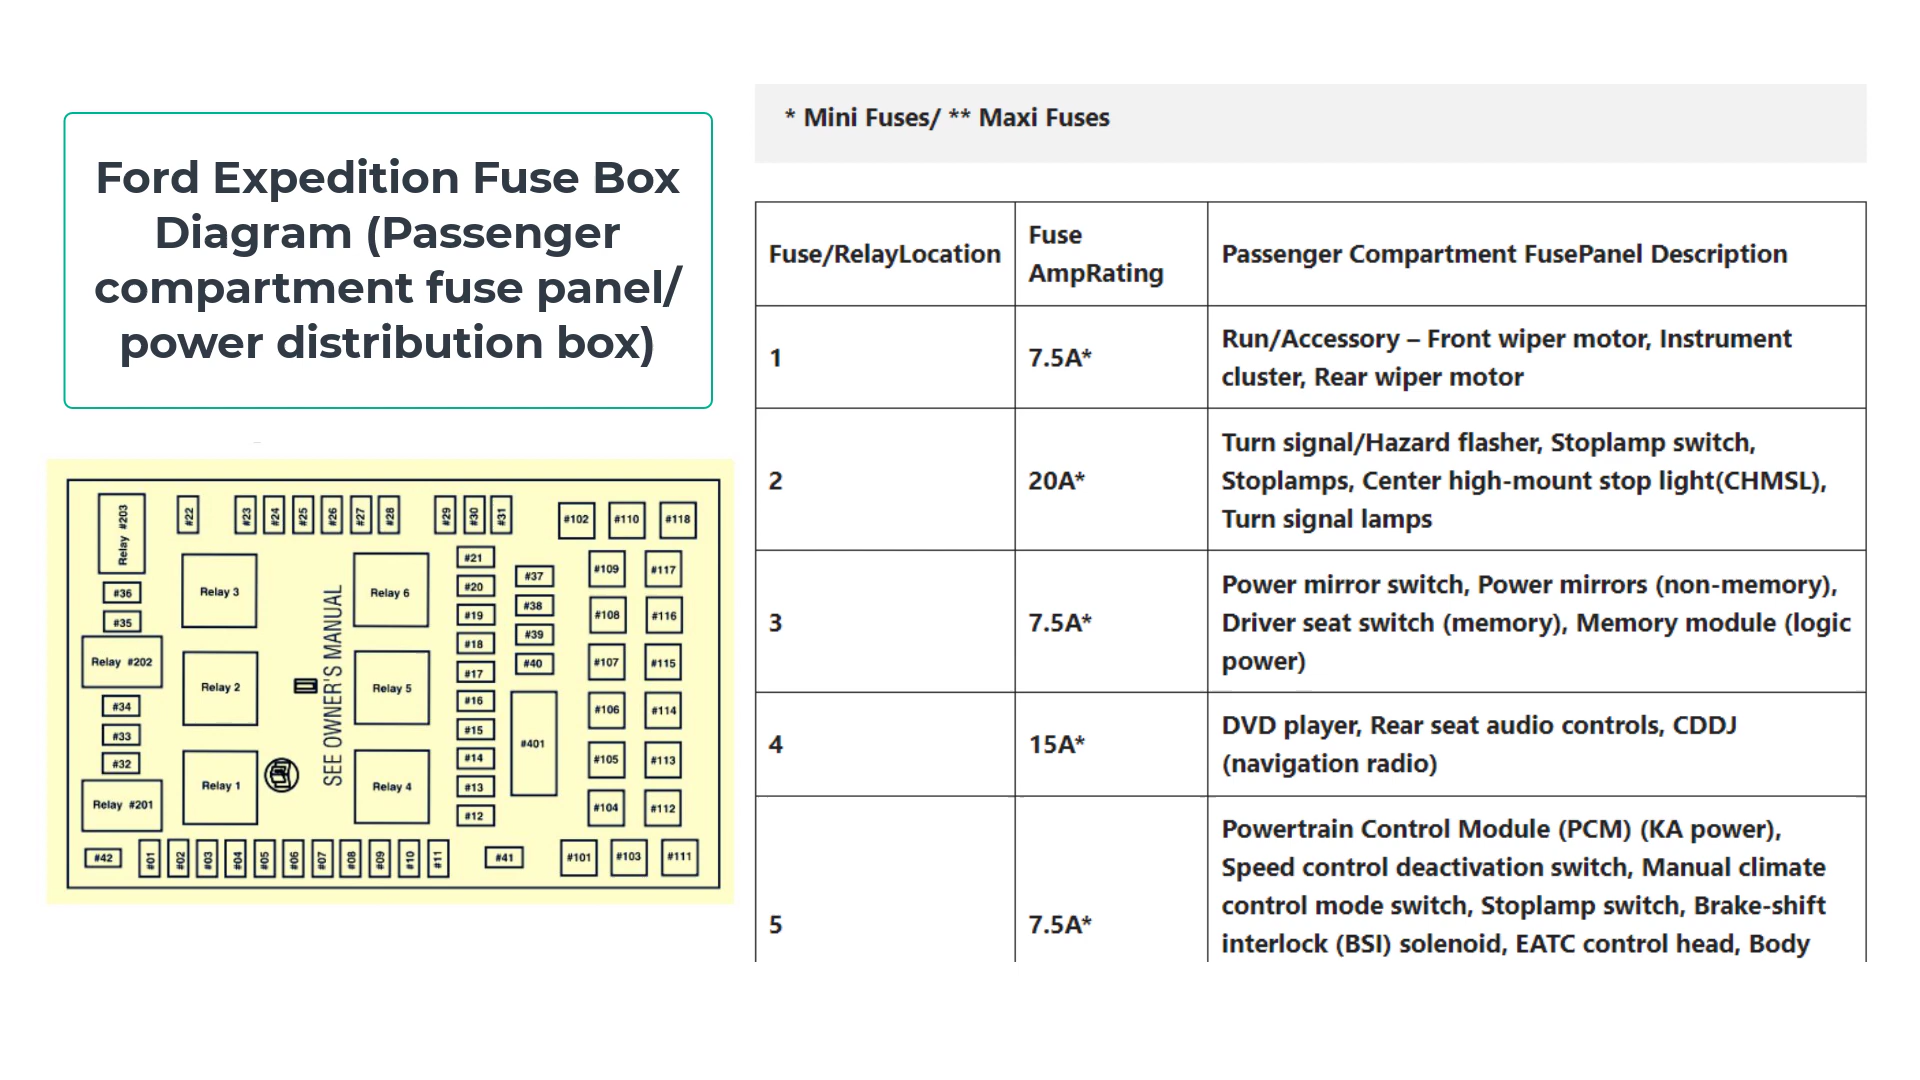 Ford Expedition Fuse Box
Diagram (Passenger
compartment fuse panel/
power distribution box)
* Mini Fuses/ ** Maxi Fuses
Fuse/RelayLocation
Fuse
AmpRating
Passenger Compartment FusePanel Description
1
7.5A*
Run/Accessory – Front wiper motor, Instrument
cluster, Rear wiper motor
2
20A*
Turn signal/Hazard flasher, Stoplamp switch,
Stoplamps, Center high-mount stop light(CHMSL),
Turn signal lamps
3
7.5A*
Power mirror switch, Power mirrors (non-memory),
Driver seat switch (memory), Memory module (logic
power)
4
15A*
DVD player, Rear seat audio controls, CDDJ
(navigation radio)
5
7.5A*
Powertrain Control Module (PCM) (KA power),
Speed control deactivation switch, Manual climate
control mode switch, Stoplamp switch, Brake-shift
interlock (BSI) solenoid, EATC control head, Body
Relay #203
#22
#23
#24
#25
#26
#27
#28
#29
#30
#31
#102
#110
#118
#36
#35
Relay #202
#34
#33
#32
Relay #201
Relay 3
Relay 2
Relay 1
SEE OWNER'S MANUAL
Relay 6
Relay 5
Relay 4
#21
#20
#19
#18
#17
#16
#15
#14
#13
#12
#37
#38
#39
#40
#401
#109
#117
#108
#116
#107
#115
#106
#114
#105
#113
#104
#112
#42
#01
#02
#03
#04
#05
#06
#07
#08
#09
#10
#11
#41
#101
#103
#111